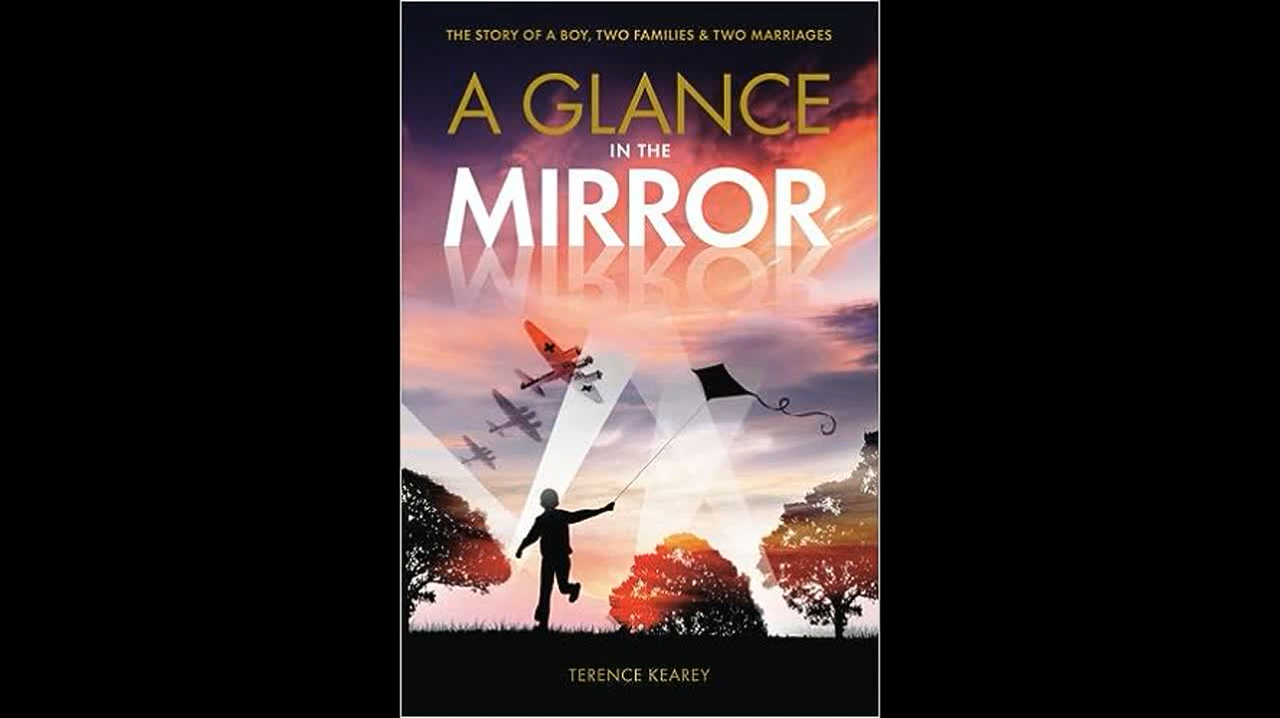 THE STORY OF A BOY, TWO FAMILIES & TWO MARRIAGES
A GLANCE
IN THE
MIRROR
TERENCE KEAREY